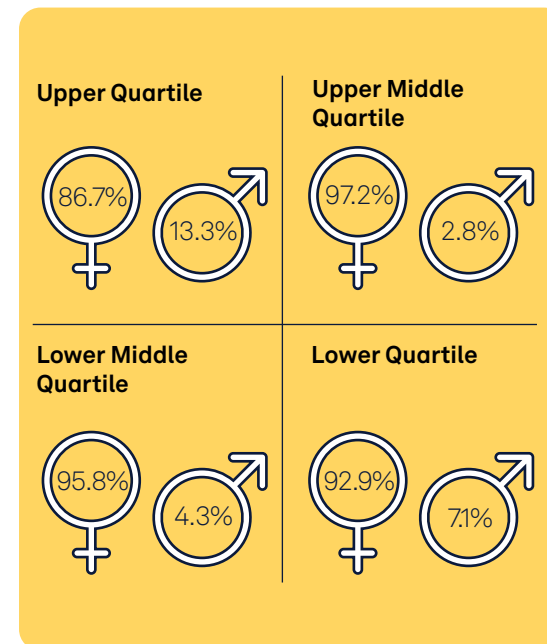 Upper Quartile
86.7%
13.3%
Upper Middle
Quartile
97.2%
2.8%
Lower Middle
Quartile
95.8%
4.3%
Lower Quartile
92.9%
7.1%